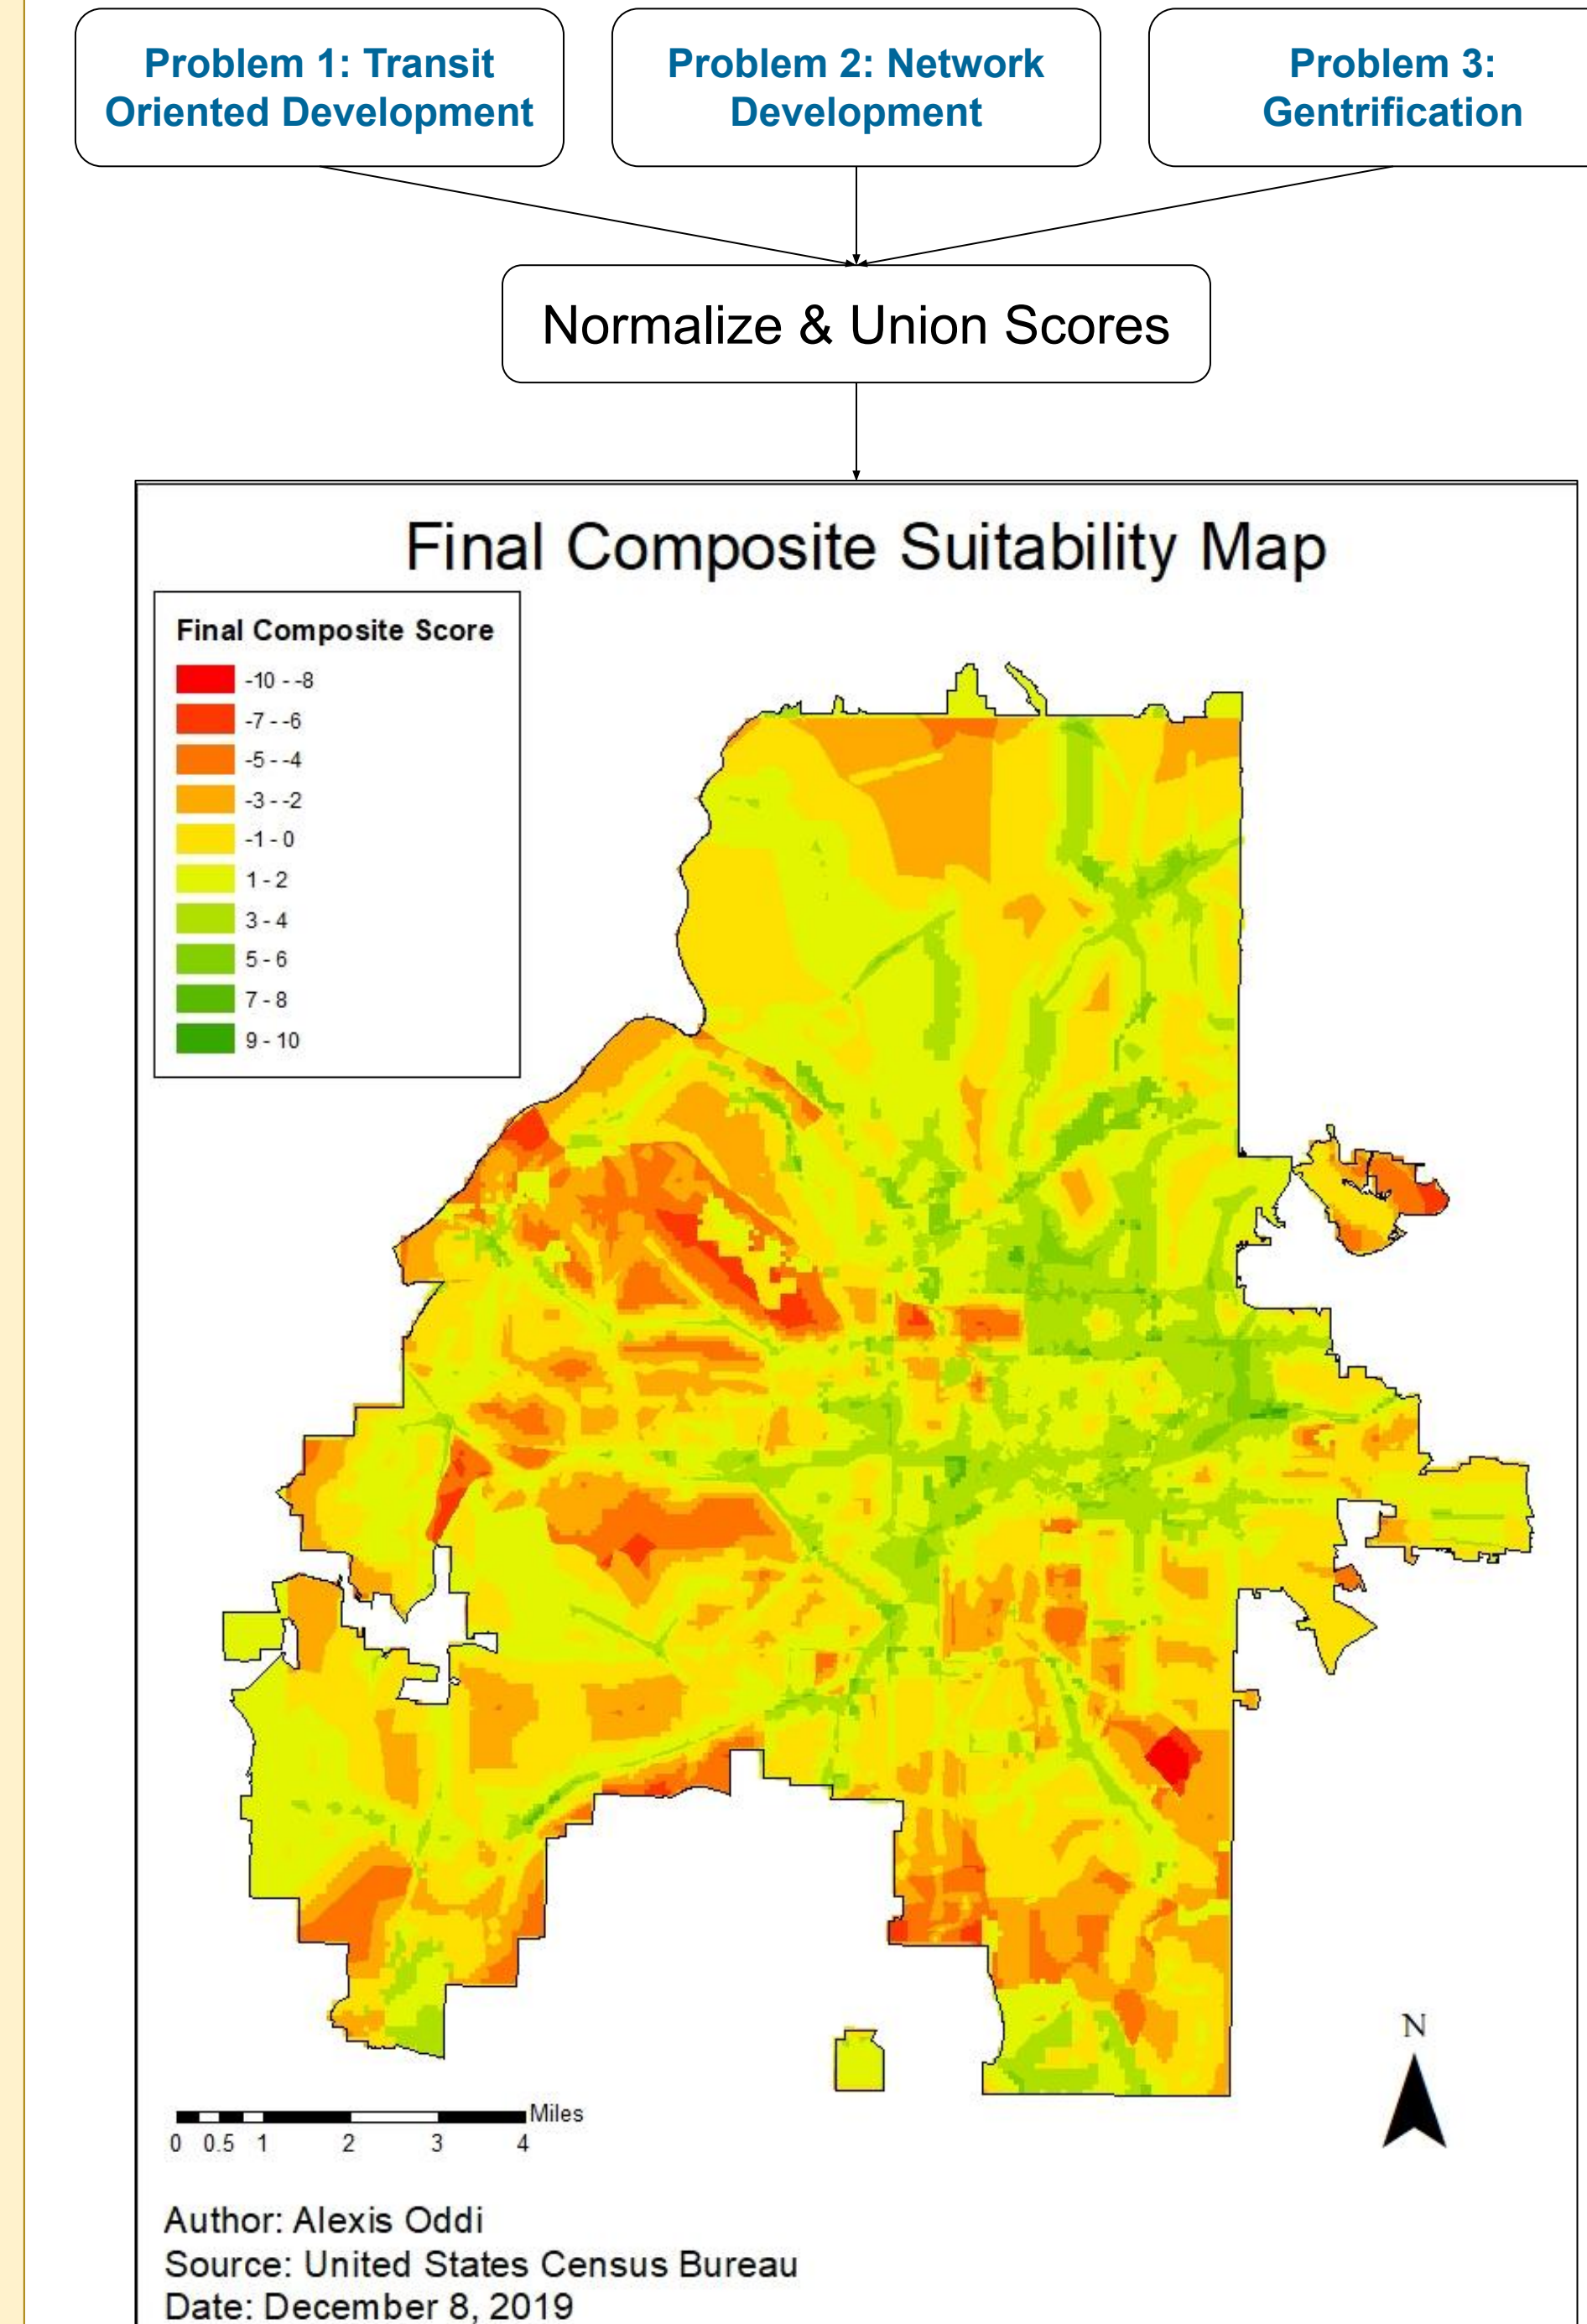 Problem 1: Transit
Oriented Development
Problem 2: Network
Development
Problem 3:
Gentrification
Normalize & Union Scores
Final Composite Suitability Map
Final Composite Score
-10 - -8
-7 - -6
-5 - -4
-3 - -2
-1 - 0
1 - 2
3 - 4
5 - 6
7 - 8
9 - 10
N
Miles
0 0.5 1 2 3 4
Author: Alexis Oddi
Source: United States Census Bureau
Date: December 8, 2019